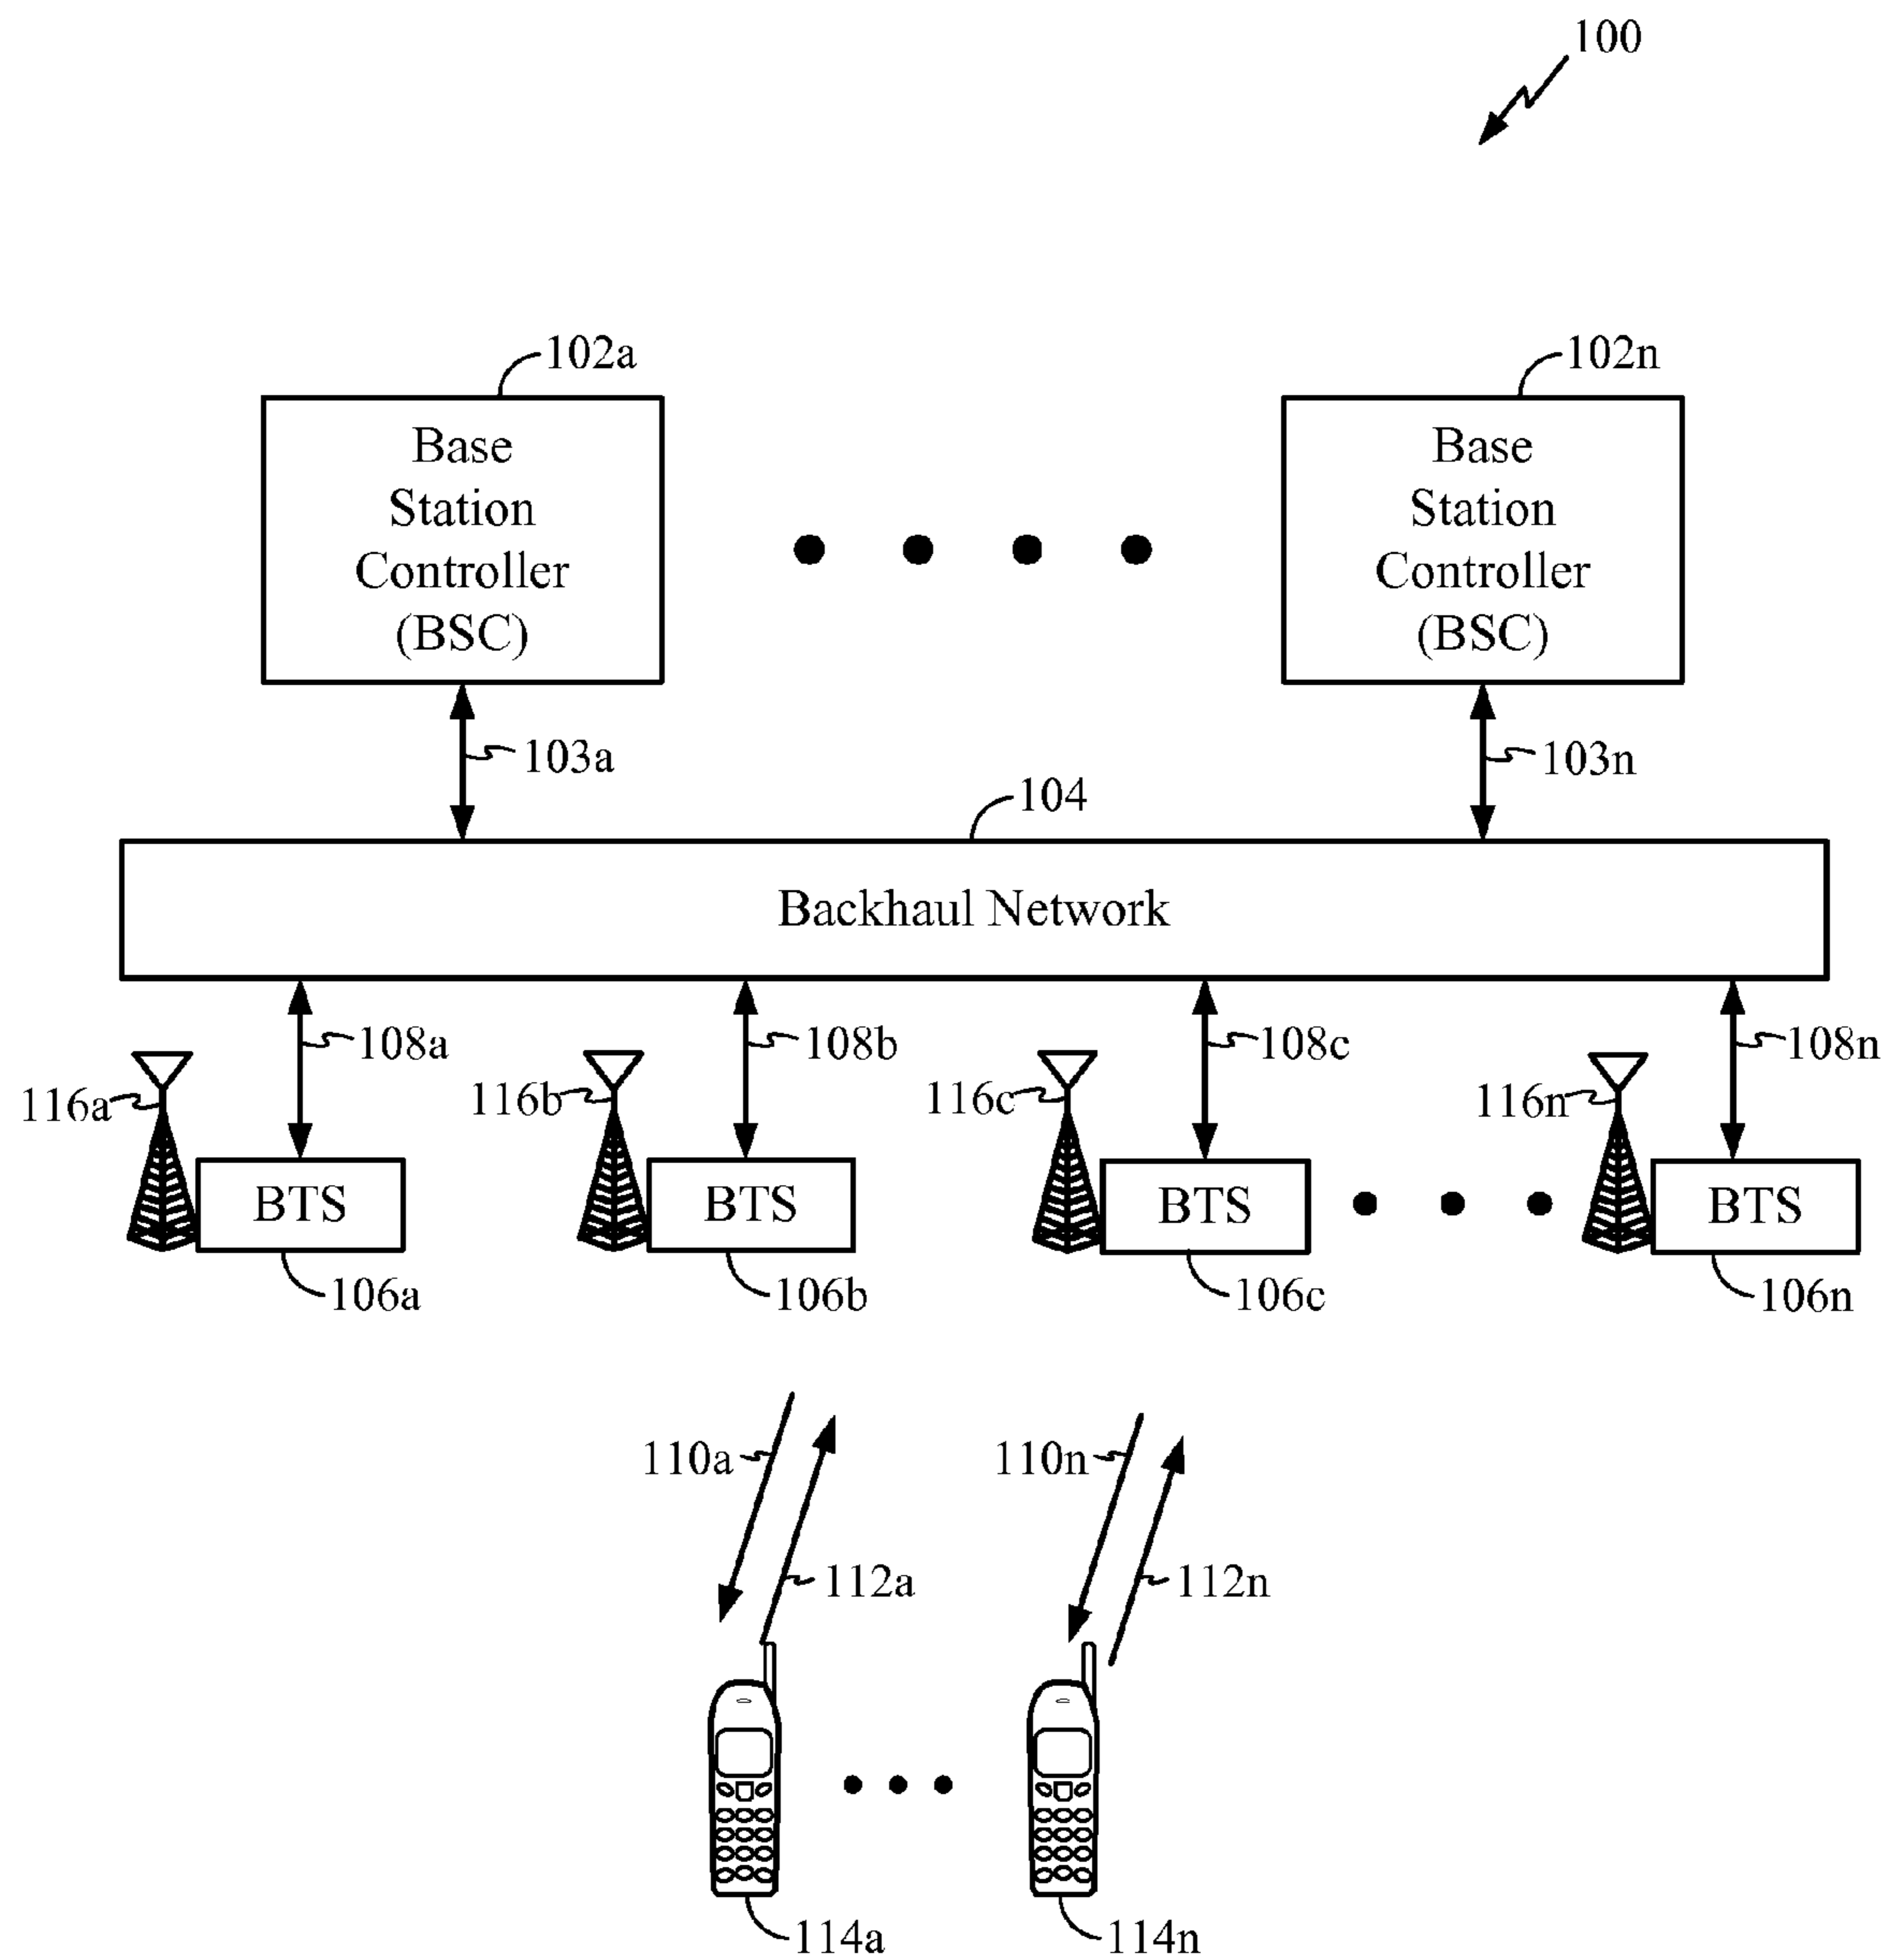 100
102a
102n
Base
Station
Controller
(BSC)
Base
Station
Controller
(BSC)
103a
103n
104
Backhaul Network
108a
108b
108c
108n
116a
116b
116c
116n
BTS
BTS
BTS
BTS
106a
106b
106c
106n
110a
110n
112a
112n
114a
114n